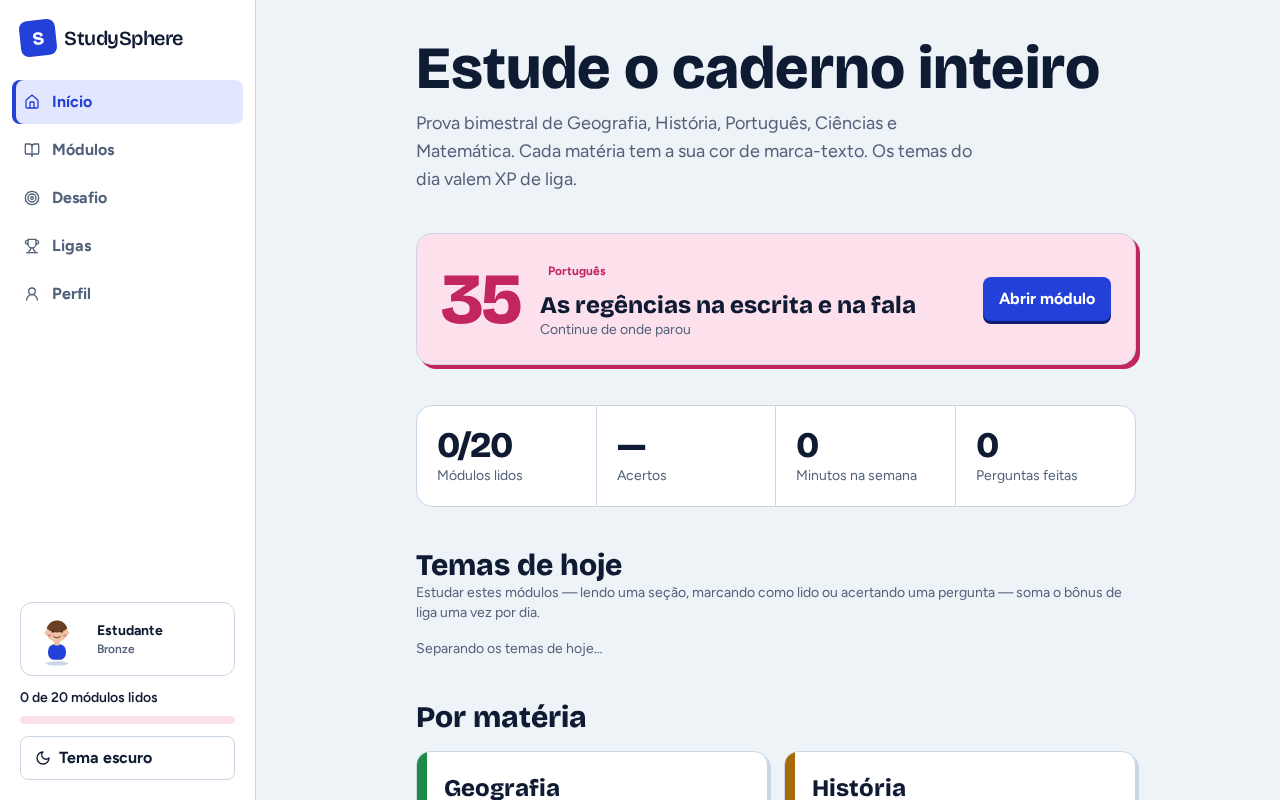 S StudySphere
Início
Módulos
Desafio
Ligas
Perfil
Estudante
Bronze
0 de 20 módulos lidos
Tema escuro
Estude o caderno inteiro
Prova bimestral de Geografia, História, Português, Ciências e
Matemática. Cada matéria tem a sua cor de marca-texto. Os temas do
dia valem XP de liga.
35
Português
As regências na escrita e na fala
Continue de onde parou
Abrir módulo
0/20
Módulos lidos
—
Acertos
0
Minutos na semana
0
Perguntas feitas
Temas de hoje
Estudar estes módulos — lendo uma seção, marcando como lido ou acertando uma pergunta — soma o bônus de
liga uma vez por dia.
Separando os temas de hoje…
Por matéria
Geografia
História